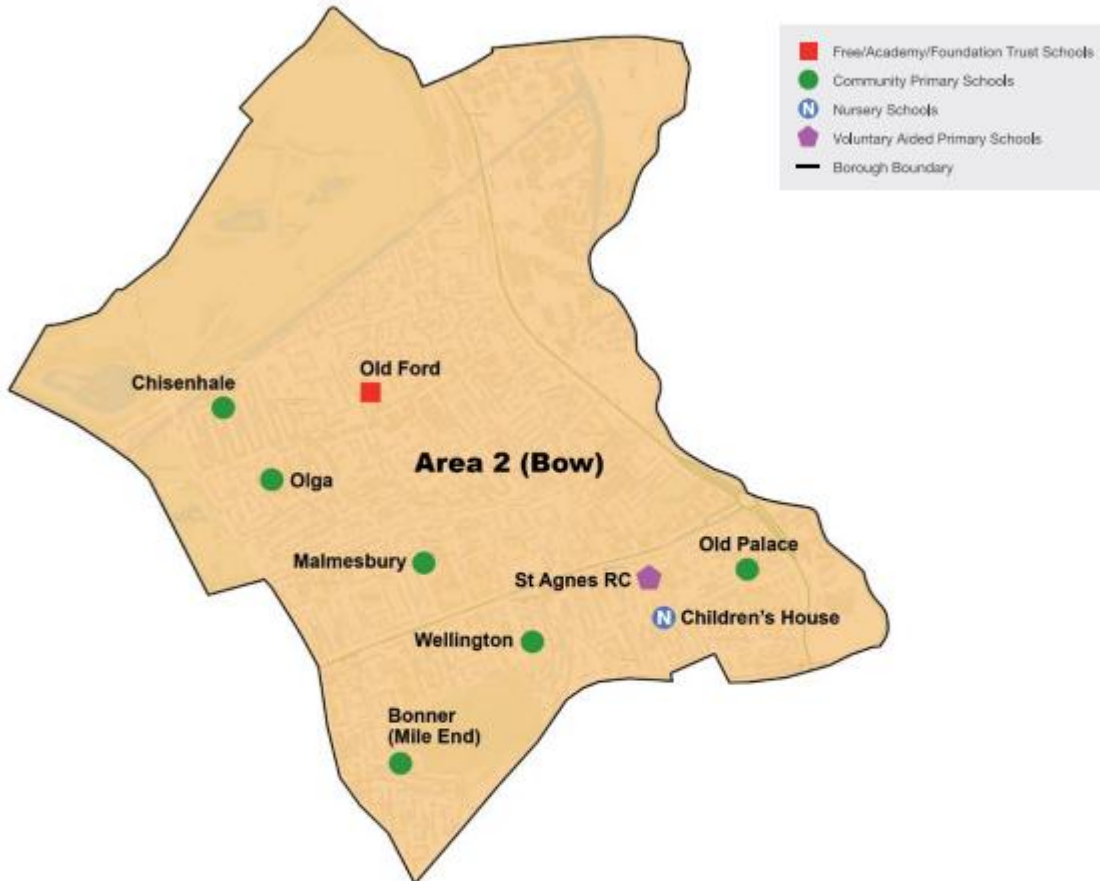 Free/Academy/Foundation Trust Schools
Community Primary Schools
N
Nursery Schools
Voluntary Aided Primary Schools
Borough Boundary
Old Ford
Chisenhale
Area 2 (Bow)
Olga
Old Palace
Malmesbury
St Agnes RC
N
Children's House
Wellington
Bonner
(Mile End)